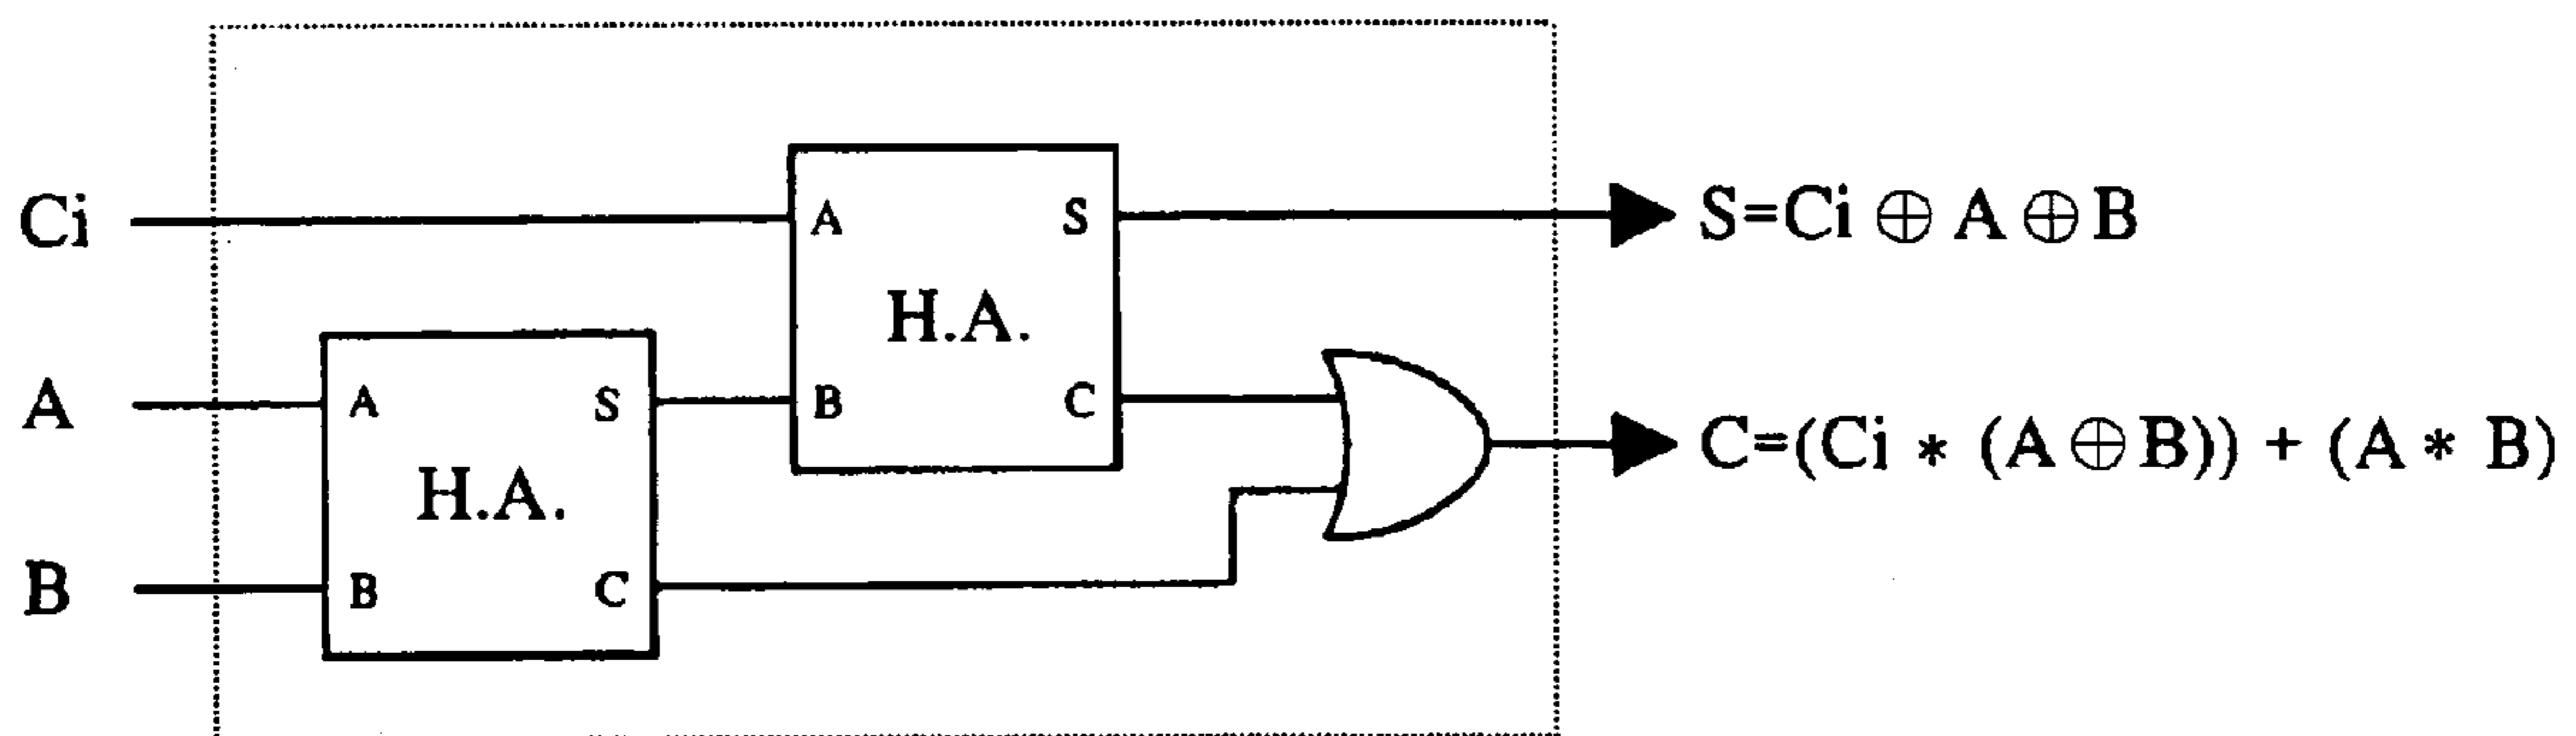 Ci
A
S
S=Ci ⊕ A ⊕ B
H.A.
A
A
S
B
C
C=(Ci * (A ⊕ B)) + (A * B)
H.A.
B
B
C